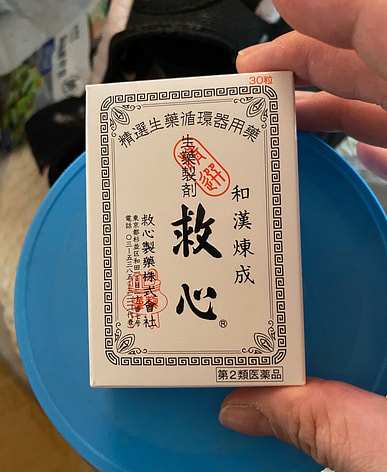 30粒
精選生薬循環器用薬
和漢煉成
生薬製剤
救心®
救心製薬株式會社
第2類医薬品